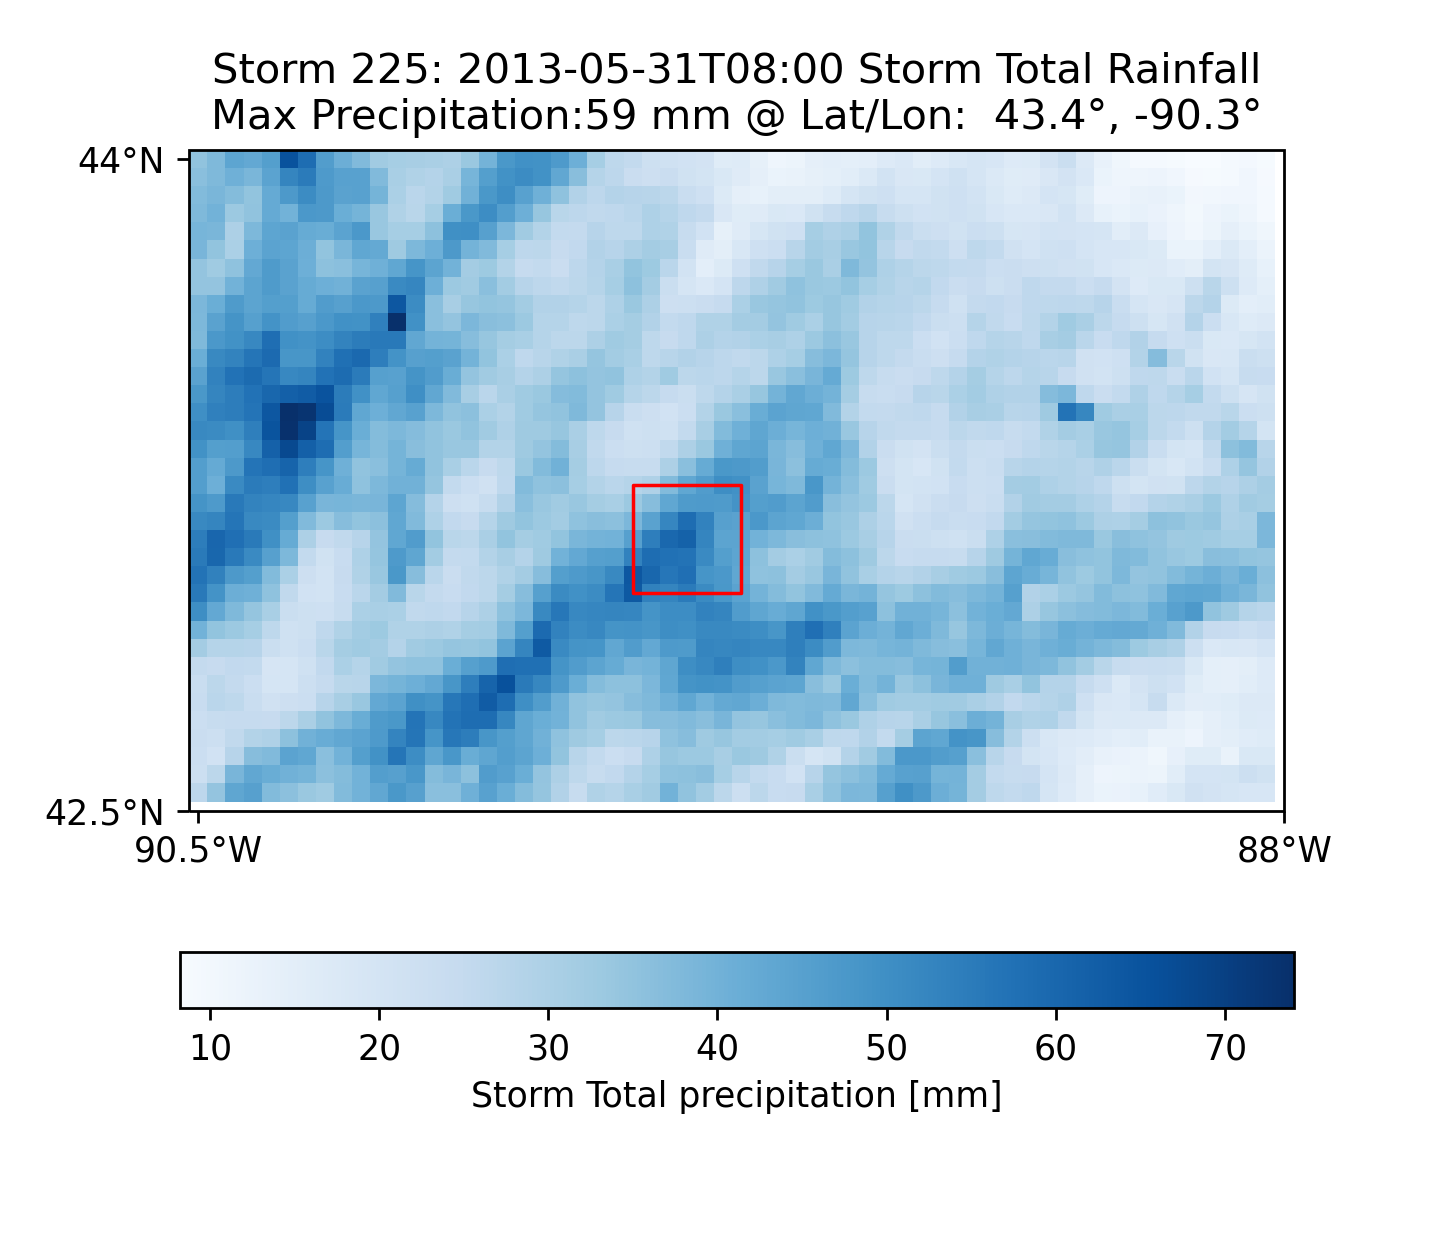 Storm 225: 2013-05-31T08:00 Storm Total Rainfall
Max Precipitation:59 mm @ Lat/Lon:  43.4°, -90.3°
44°N
42.5°N
90.5°W 88°W
10 20 30 40 50 60 70
Storm Total precipitation [mm]